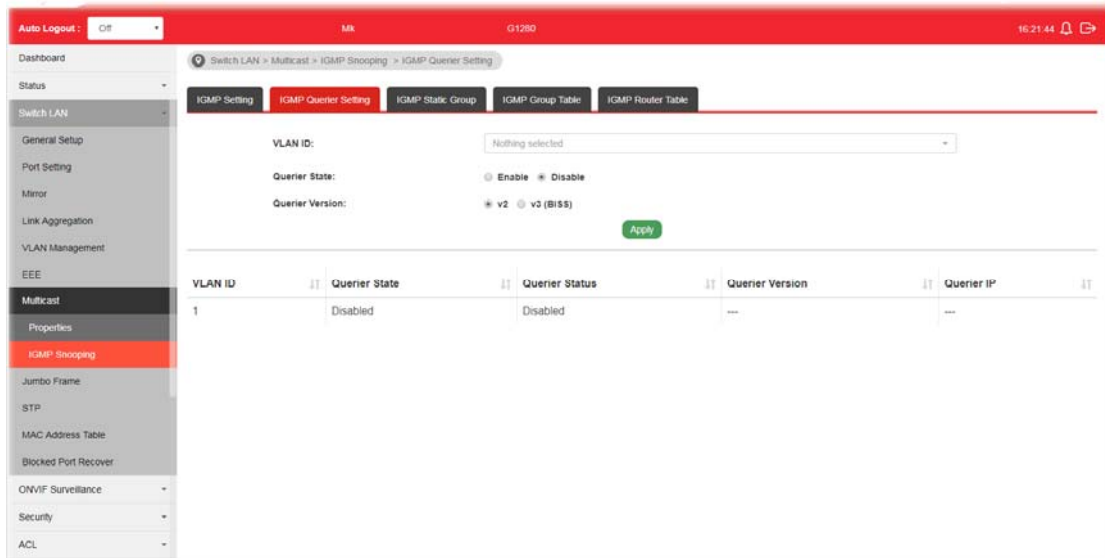 Auto Logout : Off Mk G1280 16:21:44
Switch LAN > Multicast > IGMP Snooping > IGMP Querier Setting
IGMP Setting IGMP Querier Setting IGMP Static Group IGMP Group Table IGMP Router Table
VLAN ID: Nothing selected
Querier State: Enable Disable
Querier Version: v2 v3 (BISS)
Apply
VLAN ID Querier State Querier Status Querier Version Querier IP
1 Disabled Disabled --- ---
Dashboard
Status
Switch LAN
General Setup
Port Setting
Mirror
Link Aggregation
VLAN Management
EEE
Multicast
Properties
IGMP Snooping
Jumbo Frame
STP
MAC Address Table
Blocked Port Recover
ONVIF Surveillance
Security
ACL